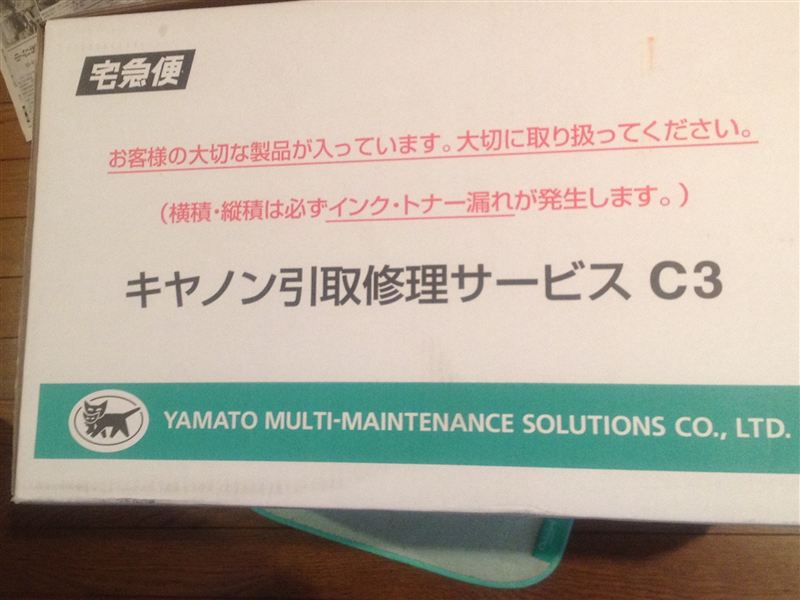 宅急便
お客様の大切な製品が入っています。大切に取り扱ってください。
（横積・縦積は必ずインク・トナー漏れが発生します。）
キヤノン引取修理サービス C3
YAMATO MULTI-MAINTENANCE SOLUTIONS CO., LTD.